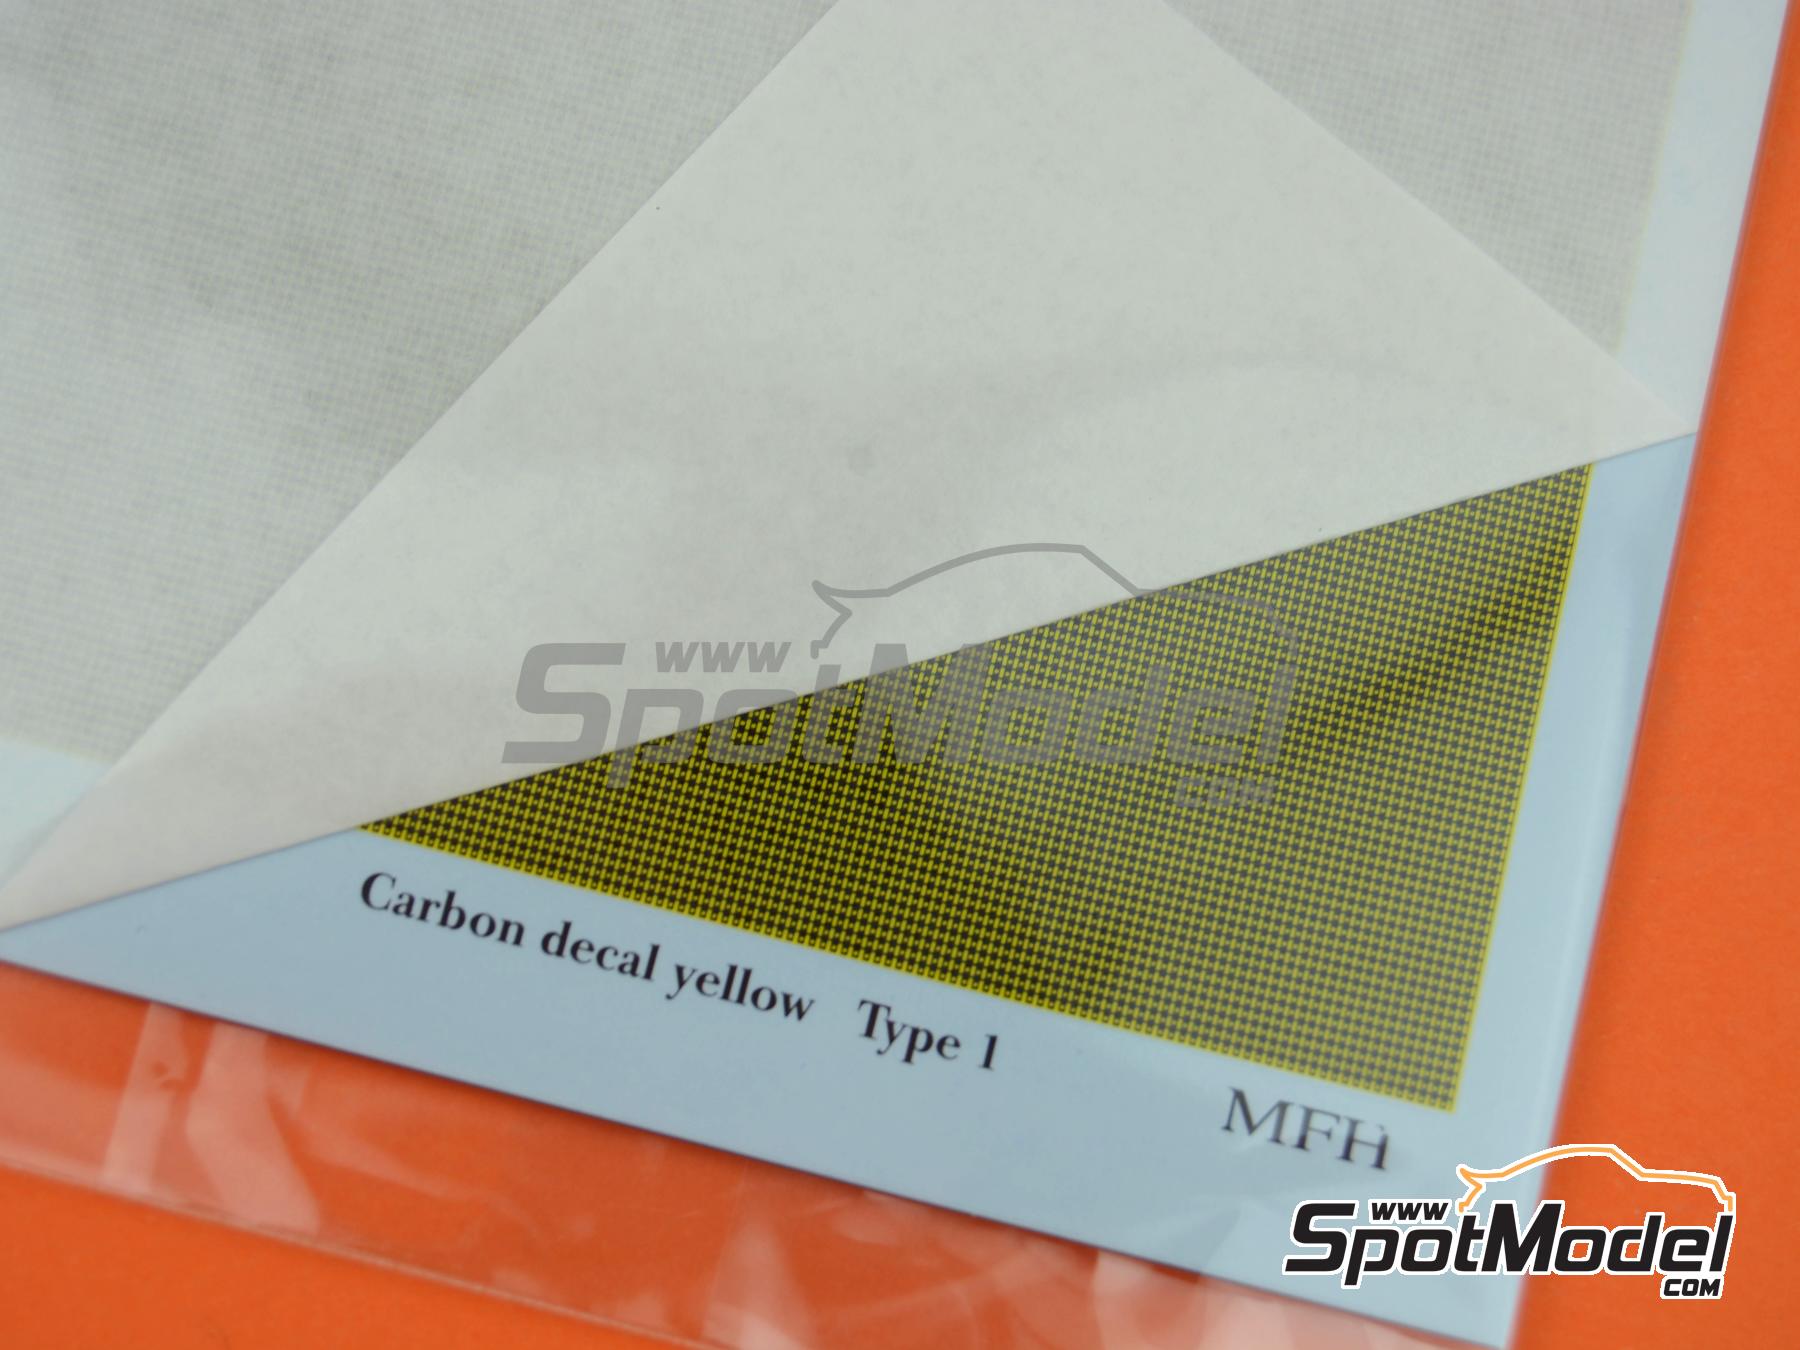 www
SpotModel
.com
Carbon decal yellow Type 1
MFH
www
SpotModel
.com